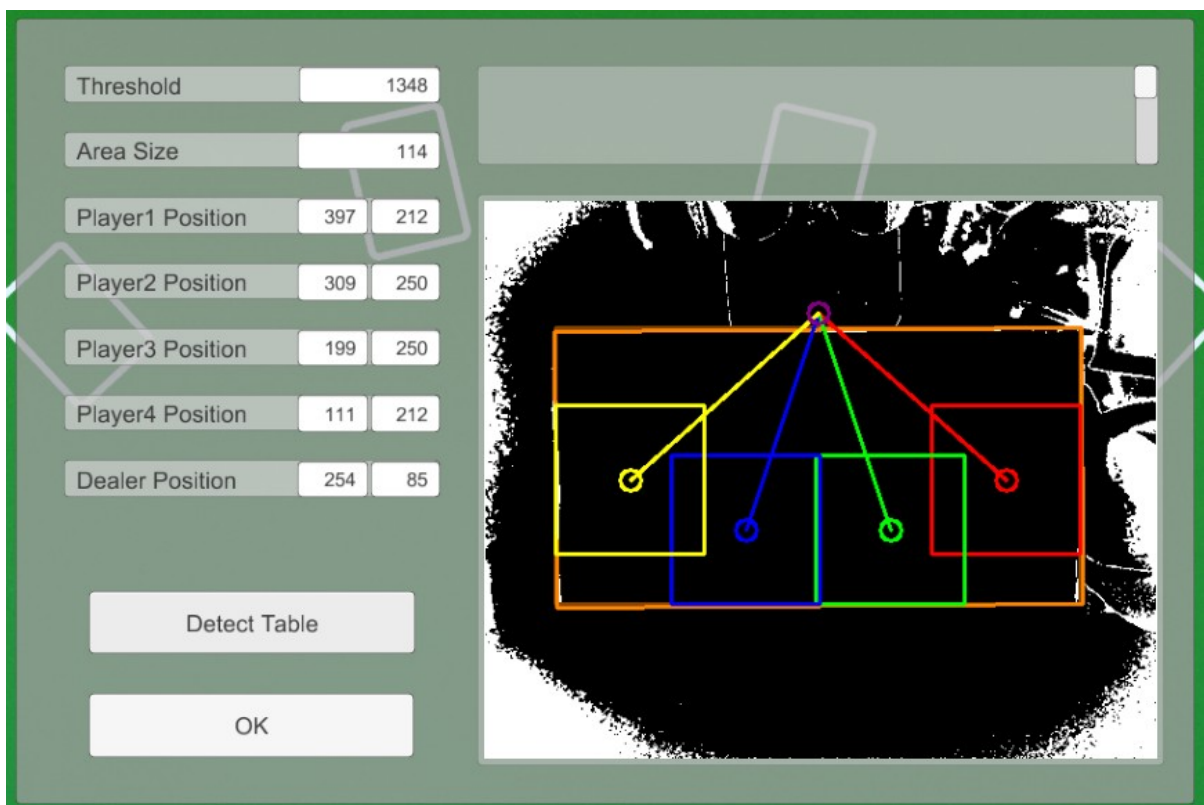 Threshold 1348
Area Size 114
Player1 Position 397 212
Player2 Position 309 250
Player3 Position 199 250
Player4 Position 111 212
Dealer Position 254 85
Detect Table
OK